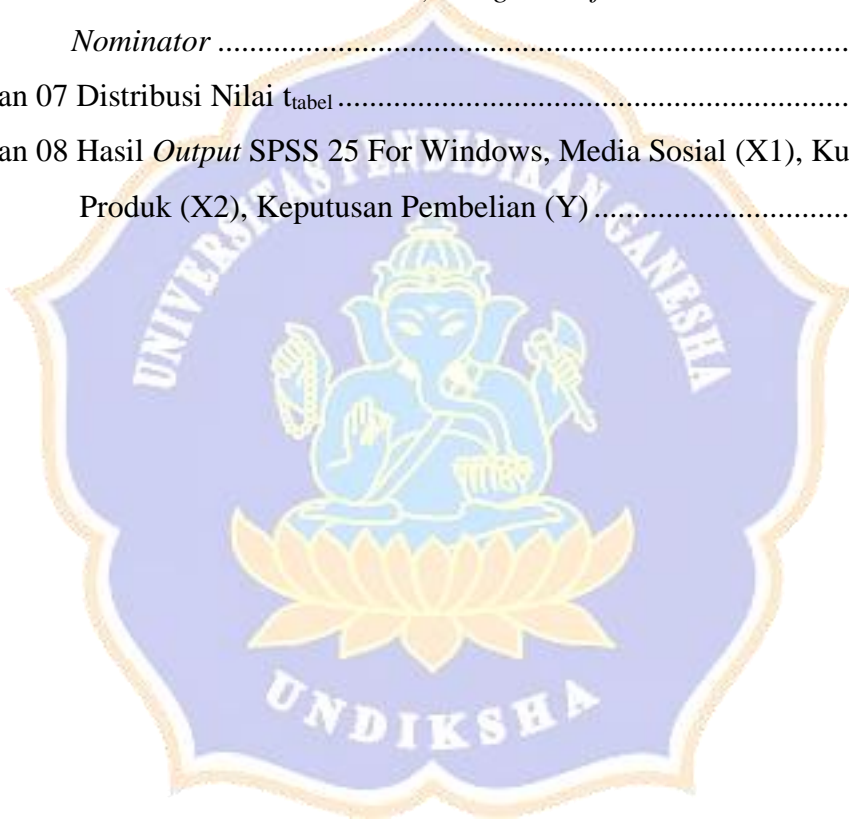 Nominator ................................................................................
an 07 Distribusi Nilai ttabel ................................................................
an 08 Hasil Output SPSS 25 For Windows, Media Sosial (X1), Ku
Produk (X2), Keputusan Pembelian (Y) ................................
UNIVERSITAS PENDIDIKAN GANESHA
UNDIKSHA